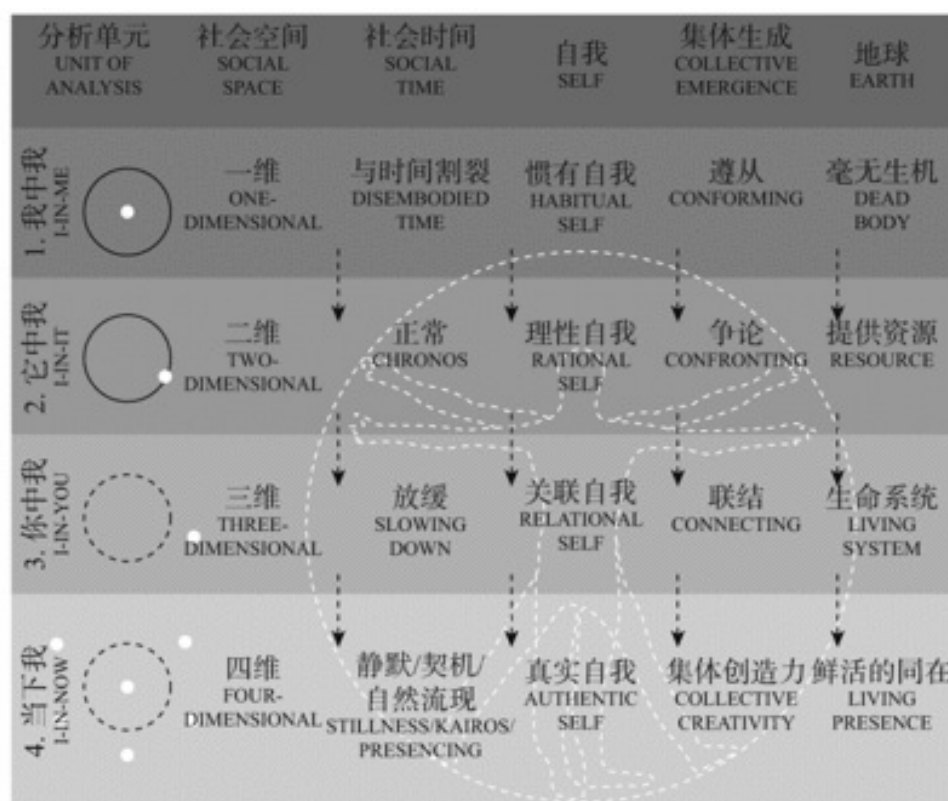 分析单元
UNIT OF
ANALYSIS
社会空间
SOCIAL
SPACE
社会时间
SOCIAL
TIME
自我
SELF
集体生成
COLLECTIVE
EMERGENCE
地球
EARTH
1. 我中我
I-IN-ME
一维
ONE-
DIMENSIONAL
与时间割裂
DISEMBODIED
TIME
惯有自我
HABITUAL
SELF
遵从
CONFORMING
毫无生机
DEAD
BODY
2. 它中我
I-IN-IT
二维
TWO-
DIMENSIONAL
正常
CHRONOS
理性自我
RATIONAL
SELF
争论
CONFRONTING
提供资源
RESOURCE
3. 你中我
I-IN-YOU
三维
THREE-
DIMENSIONAL
放缓
SLOWING
DOWN
关联自我
RELATIONAL
SELF
联结
CONNECTING
生命系统
LIVING
SYSTEM
4. 当下我
I-IN-NOW
四维
FOUR-
DIMENSIONAL
静默/契机/
自然流现
STILLNESS/KAIROS/
PRESENCING
真实自我
AUTHENTIC
SELF
集体创造力
COLLECTIVE
CREATIVITY
鲜活的同在
LIVING
PRESENCE